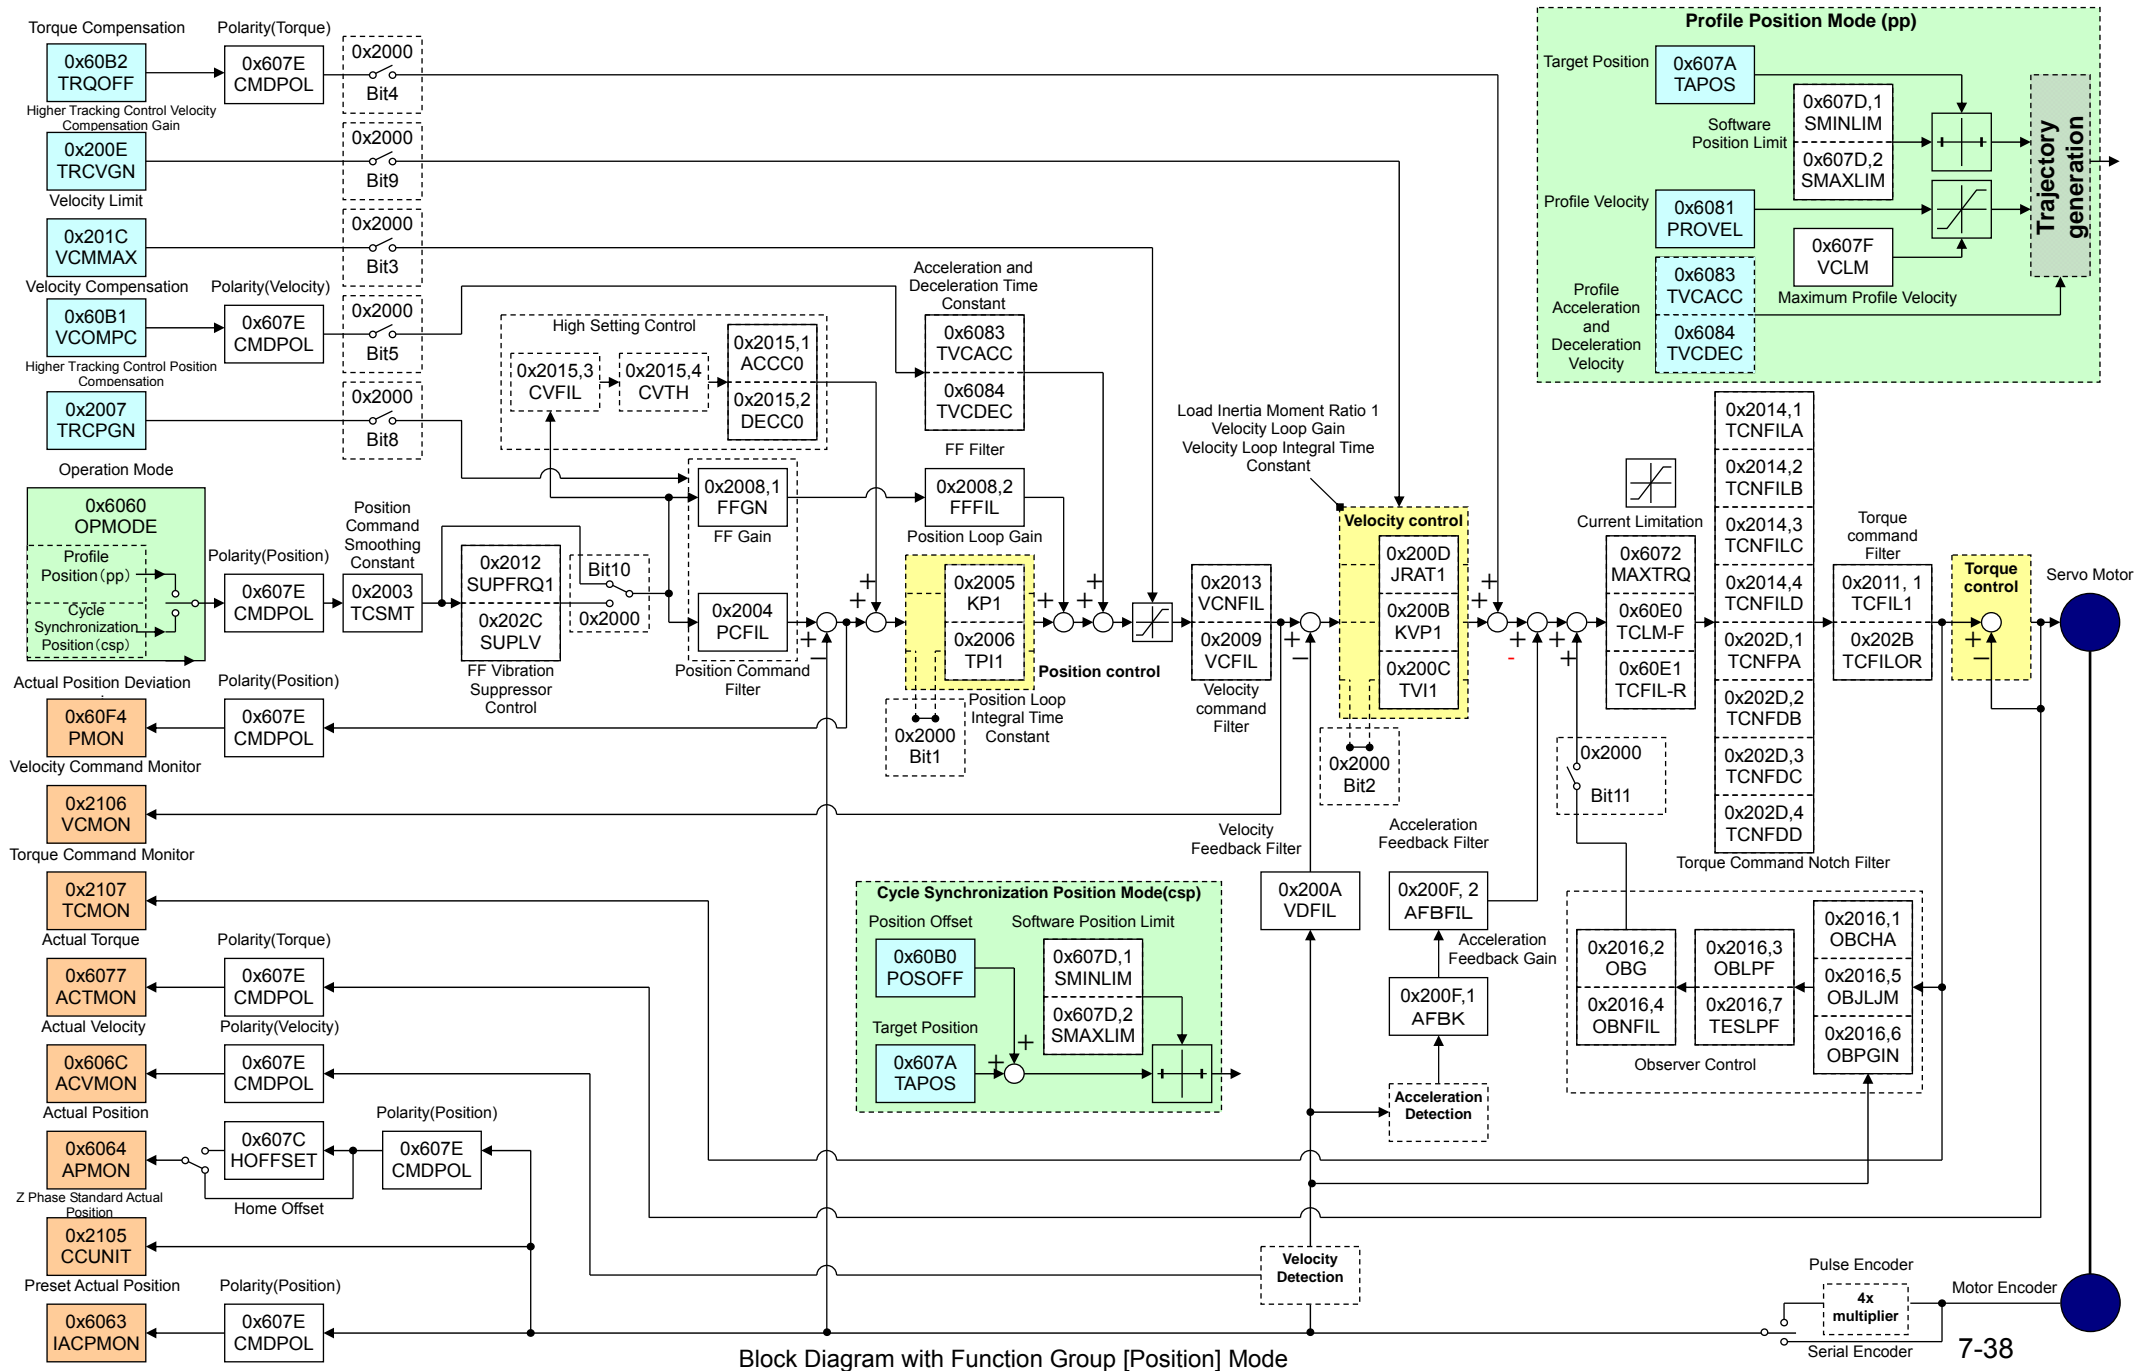 Torque Compensation
0x60B2
TRQOFF
Polarity(Torque)
0x607E
CMDPOL
0x2000
Bit4
Higher Tracking Control Velocity
Compensation Gain
0x200E
TRCVGN
0x2000
Bit9
Velocity Limit
0x201C
VCMMAX
0x2000
Bit3
Velocity Compensation
0x60B1
VCOMPC
Polarity(Velocity)
0x607E
CMDPOL
0x2000
Bit5
Higher Tracking Control Position
Compensation
0x2007
TRCPGN
0x2000
Bit8
Operation Mode
0x6060
OPMODE
Profile
Position(pp)
Cycle
Synchronization
Position(csp)
Polarity(Position)
0x607E
CMDPOL
Position
Command
Smoothing
Constant
0x2003
TCSMT
0x2012
SUPFRQ1
0x202C
SUPLV
FF Vibration
Suppressor
Control
Bit10
0x2000
High Setting Control
0x2015,3
CVFIL
0x2015,4
CVTH
0x2015,1
ACCC0
0x2015,2
DECC0
0x2008,1
FFGN
FF Gain
0x2004
PCFIL
Position Command
Filter
Acceleration and
Deceleration Time
Constant
0x6083
TVCACC
0x6084
TVCDEC
FF Filter
0x2008,2
FFFIL
Position Loop Gain
0x2005
KP1
0x2006
TPI1
Position control
Position Loop
Integral Time
Constant
0x2000
Bit1
0x2013
VCNFIL
0x2009
VCFIL
Velocity
command
Filter
Load Inertia Moment Ratio 1
Velocity Loop Gain
Velocity Loop Integral Time
Constant
Velocity control
0x200D
JRAT1
0x200B
KVP1
0x200C
TVI1
0x2000
Bit2
Current Limitation
0x6072
MAXTRQ
0x60E0
TCLM-F
0x60E1
TCFIL-R
0x2000
Bit11
0x2014,1
TCNFILA
0x2014,2
TCNFILB
0x2014,3
TCNFILC
0x2014,4
TCNFILD
0x202D,1
TCNFPA
0x202D,2
TCNFDB
0x202D,3
TCNFDC
0x202D,4
TCNFDD
Torque Command Notch Filter
Torque
command
Filter
0x2011, 1
TCFIL1
0x202B
TCFILOR
Torque
control
Servo Motor
Profile Position Mode (pp)
Target Position
0x607A
TAPOS
0x607D,1
SMINLIM
0x607D,2
SMAXLIM
Software
Position Limit
Profile Velocity
0x6081
PROVEL
0x607F
VCLM
Maximum Profile Velocity
Profile
Acceleration
and
Deceleration
Velocity
0x6083
TVCACC
0x6084
TVCDEC
Trajectory
generation
Actual Position Deviation
0x60F4
PMON
Polarity(Position)
0x607E
CMDPOL
Velocity Command Monitor
0x2106
VCMON
Torque Command Monitor
0x2107
TCMON
Actual Torque
0x6077
ACTMON
Polarity(Torque)
0x607E
CMDPOL
Actual Velocity
0x606C
ACVMON
Polarity(Velocity)
0x607E
CMDPOL
Actual Position
0x6064
APMON
0x607C
HOFFSET
Home Offset
Polarity(Position)
0x607E
CMDPOL
Z Phase Standard Actual
Position
0x2105
CCUNIT
Preset Actual Position
0x6063
IACPMON
Polarity(Position)
0x607E
CMDPOL
Cycle Synchronization Position Mode(csp)
Position Offset
0x60B0
POSOFF
Software Position Limit
0x607D,1
SMINLIM
0x607D,2
SMAXLIM
Target Position
0x607A
TAPOS
Velocity
Feedback Filter
0x200A
VDFIL
Acceleration
Feedback Filter
0x200F, 2
AFBFIL
Acceleration
Feedback Gain
0x200F,1
AFBK
Acceleration
Detection
0x2016,2
OBG
0x2016,4
OBNFIL
0x2016,3
OBLPF
0x2016,7
TESLPF
0x2016,1
OBCHA
0x2016,5
OBJLJM
0x2016,6
OBPGIN
Observer Control
Velocity
Detection
Pulse Encoder
4x
multiplier
Serial Encoder
Motor Encoder
Block Diagram with Function Group [Position] Mode
7-38